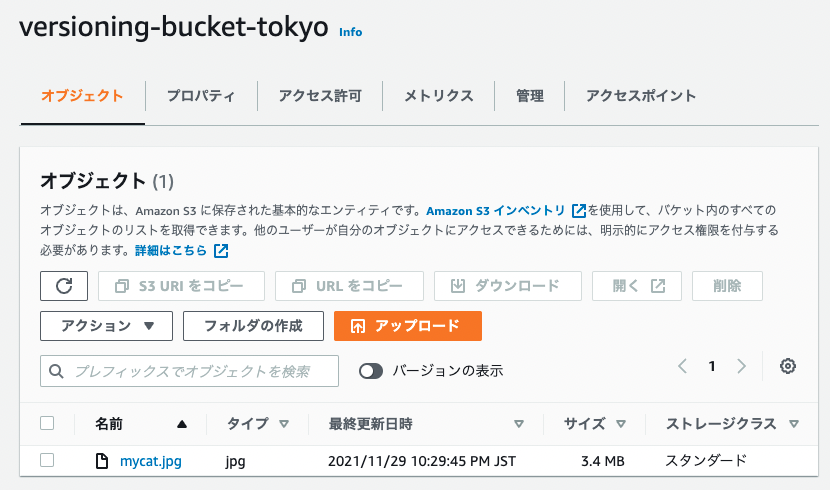 versioning-bucket-tokyo Info
オブジェクト プロパティ アクセス許可 メトリクス 管理 アクセスポイント
オブジェクト (1)
オブジェクトは、Amazon S3 に保存された基本的なエンティティです。Amazon S3 インベントリ を使用して、バケット内のすべての
オブジェクトのリストを取得できます。他のユーザーが自分のオブジェクトにアクセスできるためには、明示的にアクセス権限を付与する
必要があります。詳細はこちら
S3 URI をコピー URL をコピー ダウンロード 開く 削除
アクション フォルダの作成 アップロード
プレフィックスでオブジェクトを検索 バージョンの表示 1
名前 タイプ 最終更新日時 サイズ ストレージクラス
mycat.jpg jpg 2021/11/29 10:29:45 PM JST 3.4 MB スタンダード